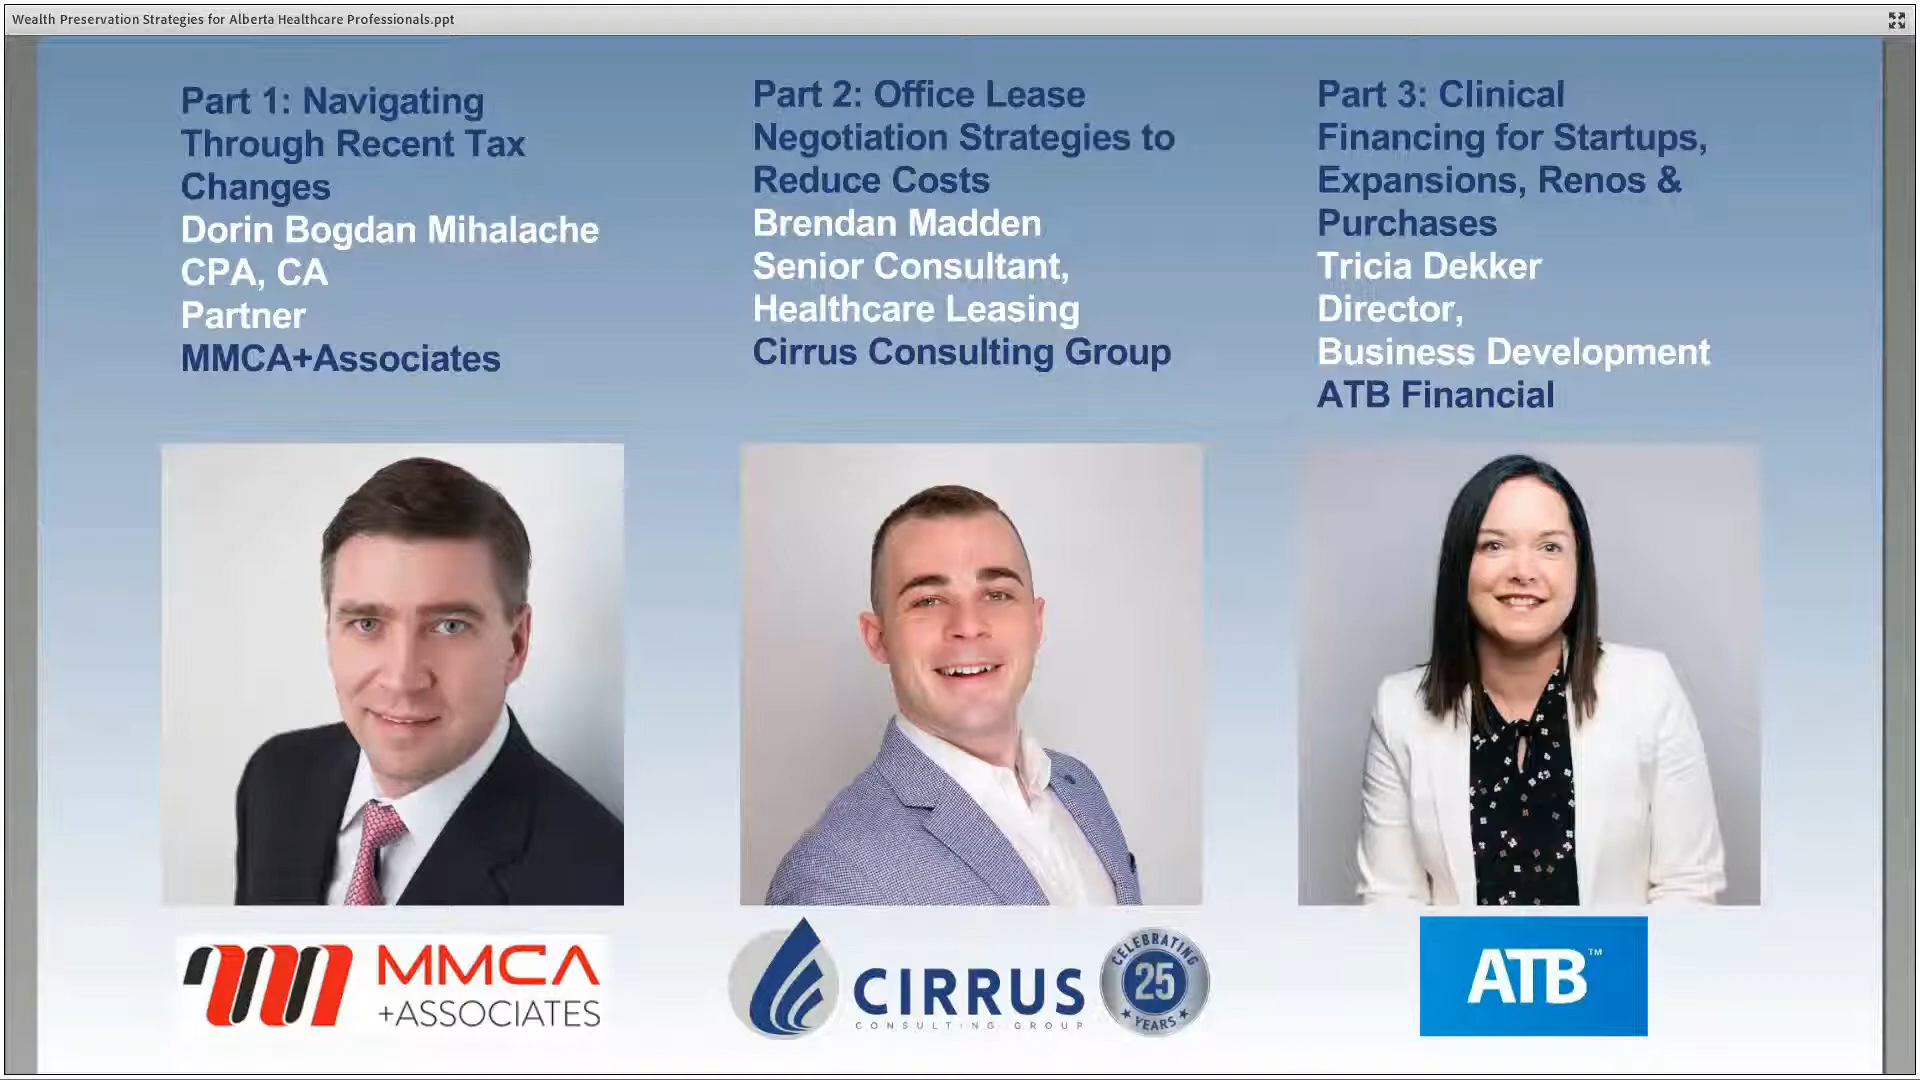 Wealth Preservation Strategies for Alberta Healthcare Professionals.ppt
Part 1: Navigating
Through Recent Tax
Changes
Dorin Bogdan Mihalache
CPA, CA
Partner
MMCA+Associates
Part 2: Office Lease
Negotiation Strategies to
Reduce Costs
Brendan Madden
Senior Consultant,
Healthcare Leasing
Cirrus Consulting Group
Part 3: Clinical
Financing for Startups,
Expansions, Renos &
Purchases
Tricia Dekker
Director,
Business Development
ATB Financial
MMCA
+ASSOCIATES
CIRRUS
CONSULTING GROUP
CELEBRATING
25
YEARS
ATB™